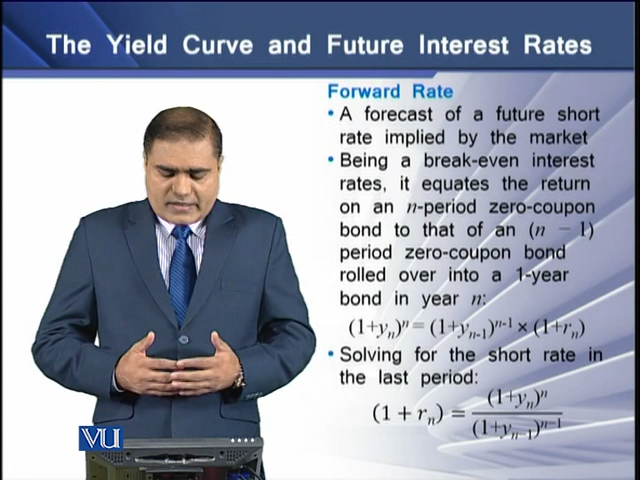 The Yield Curve and Future Interest Rates
Forward Rate
• A forecast of a future short
rate implied by the market
• Being a break-even interest
rates, it equates the return
on an n-period zero-coupon
bond to that of an (n − 1)
period zero-coupon bond
rolled over into a 1-year
bond in year n:
(1+yₙ)ⁿ = (1+yₙ₋₁)ⁿ⁻¹ × (1+rₙ)
• Solving for the short rate in
the last period:
(1 + rₙ) = (1+yₙ)ⁿ / (1+yₙ₋₁)ⁿ⁻¹
VU